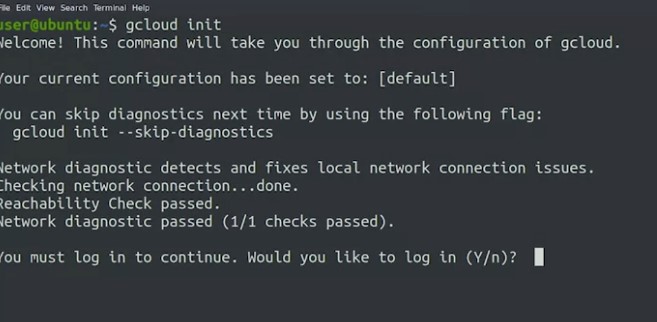 File Edit View Search Terminal Help
user@ubuntu:~$ gcloud init
Welcome! This command will take you through the configuration of gcloud.
Your current configuration has been set to: [default]
You can skip diagnostics next time by using the following flag:
gcloud init --skip-diagnostics
Network diagnostic detects and fixes local network connection issues.
Checking network connection...done.
Reachability Check passed.
Network diagnostic passed (1/1 checks passed).
You must log in to continue. Would you like to log in (Y/n)?